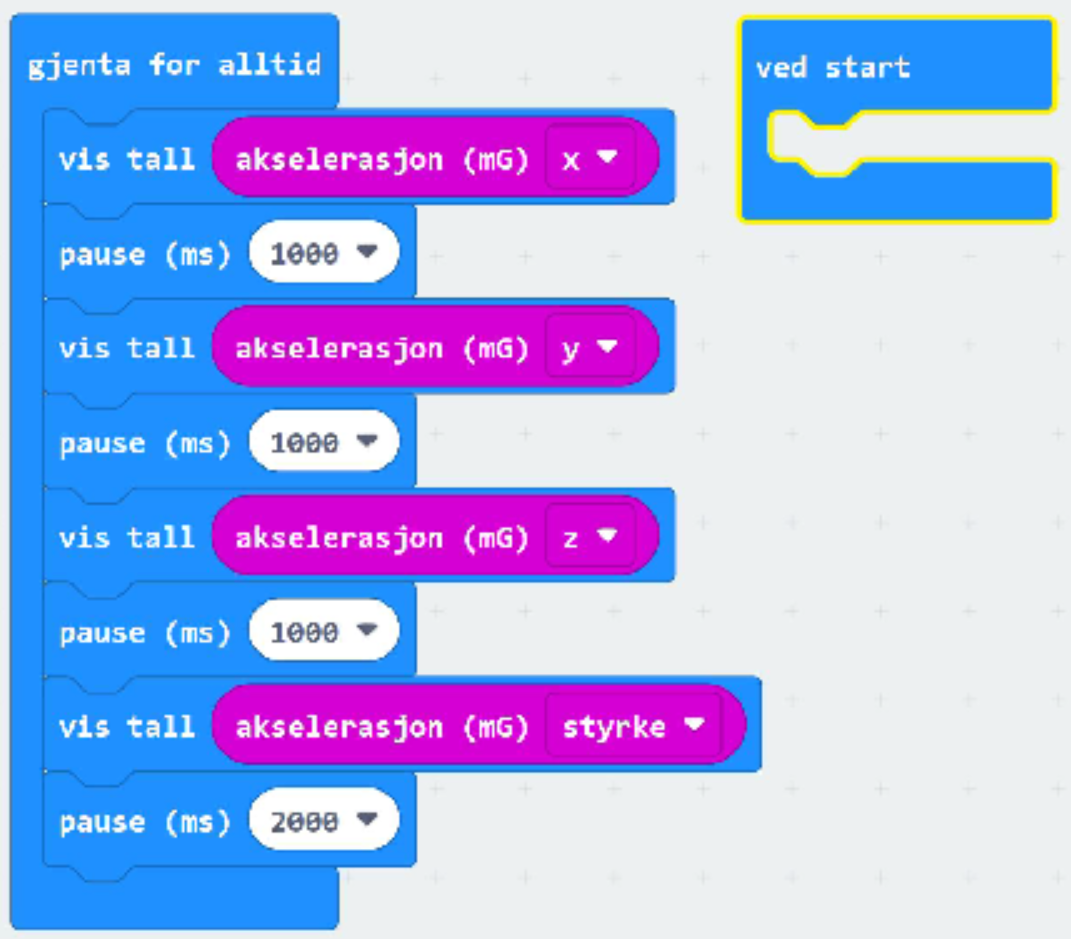 gjenta for alltid
vis tall akselerasjon (mG) x
pause (ms) 1000
vis tall akselerasjon (mG) y
pause (ms) 1000
vis tall akselerasjon (mG) z
pause (ms) 1000
vis tall akselerasjon (mG) styrke
pause (ms) 2000
ved start